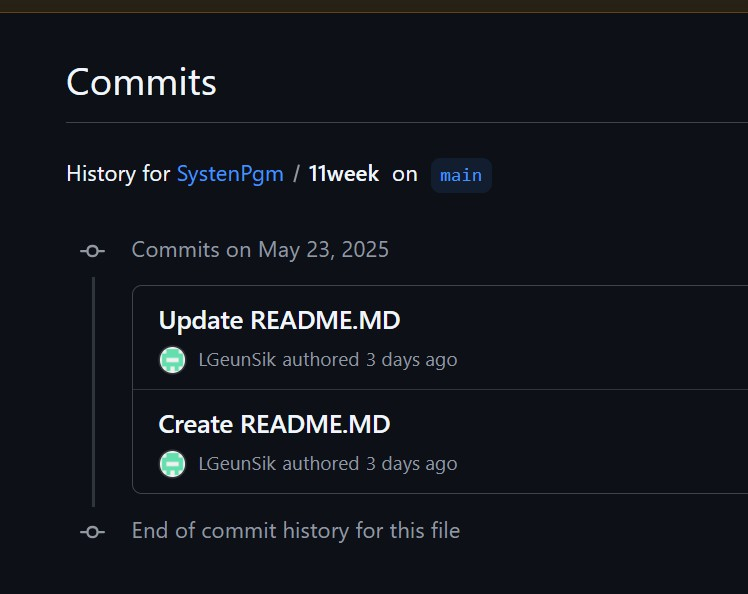 Commits
History for SystenPgm / 11week on main
Commits on May 23, 2025
Update README.MD
LGeunSik authored 3 days ago
Create README.MD
LGeunSik authored 3 days ago
End of commit history for this file